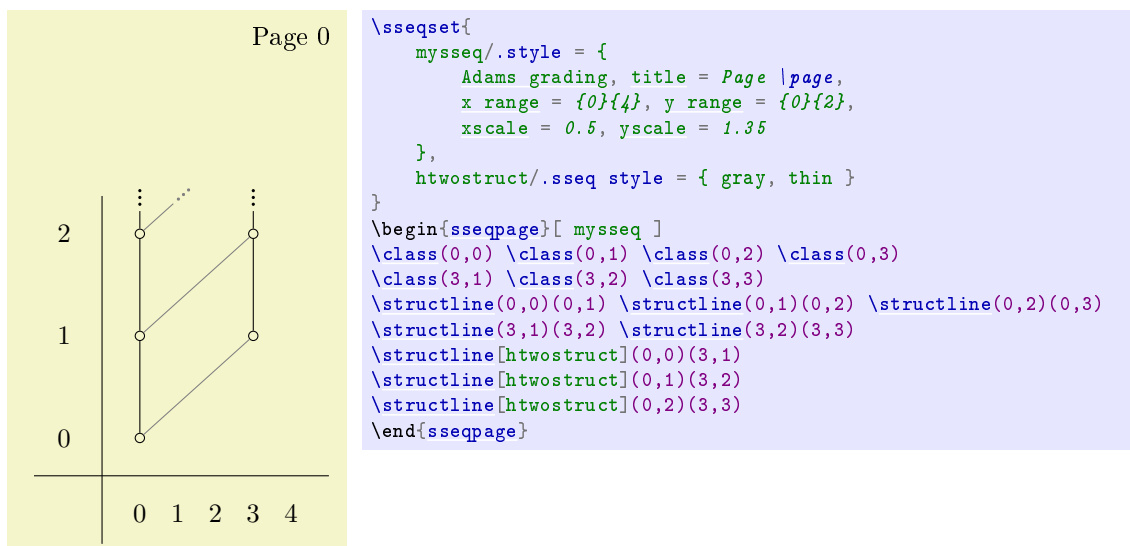 Page 0
2
1
0
0 1 2 3 4
\sseqset{
    mysseq/.style = {
        Adams grading, title = Page \page,
        x range = {0}{4}, y range = {0}{2},
        xscale = 0.5, yscale = 1.35
    },
    htwostruct/.sseq style = { gray, thin }
}
\begin{sseqpage}[ mysseq ]
\class(0,0) \class(0,1) \class(0,2) \class(0,3)
\class(3,1) \class(3,2) \class(3,3)
\structline(0,0)(0,1) \structline(0,1)(0,2) \structline(0,2)(0,3)
\structline(3,1)(3,2) \structline(3,2)(3,3)
\structline[htwostruct](0,0)(3,1)
\structline[htwostruct](0,1)(3,2)
\structline[htwostruct](0,2)(3,3)
\end{sseqpage}